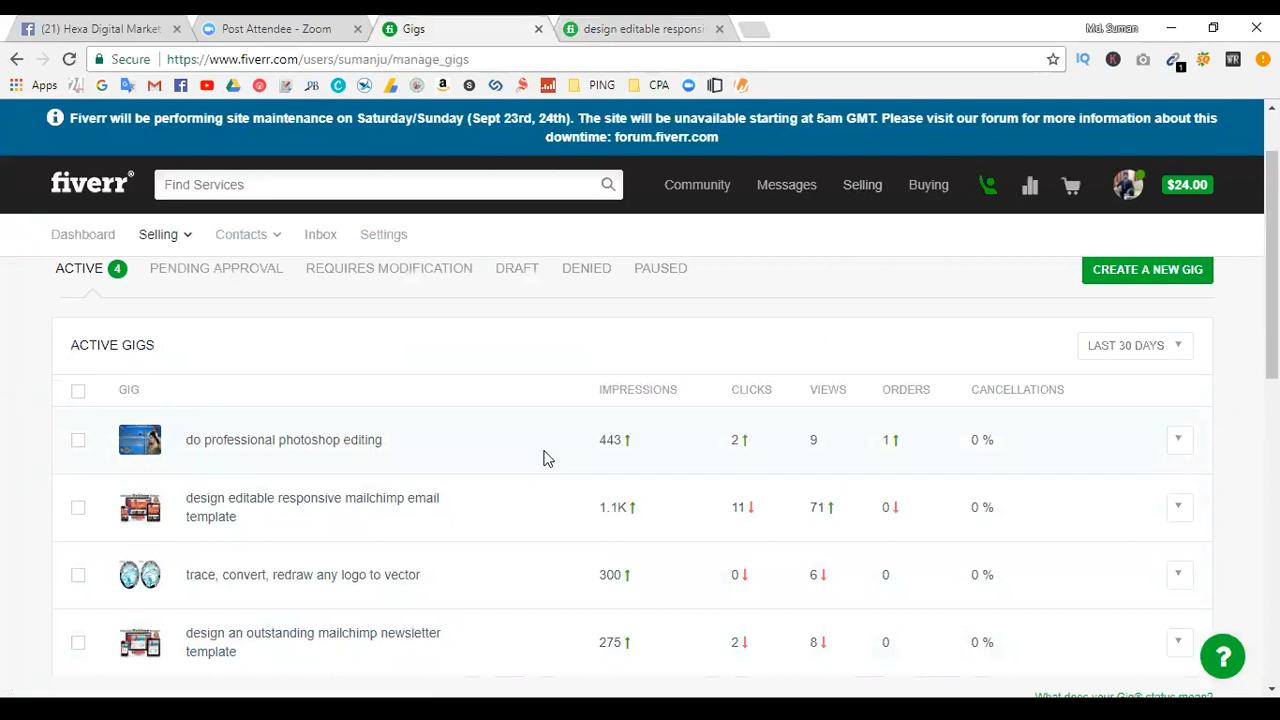 (21) Hexa Digital Market
Post Attendee - Zoom
Gigs
design editable respons
Md. Suman
Secure
https://www.fiverr.com/users/sumanju/manage_gigs
Apps
PING
CPA
Fiverr will be performing site maintenance on Saturday/Sunday (Sept 23rd, 24th). The site will be unavailable starting at 5am GMT. Please visit our forum for more information about this
downtime: forum.fiverr.com
fiverr®
Find Services
Community
Messages
Selling
Buying
$24.00
Dashboard
Selling
Contacts
Inbox
Settings
ACTIVE 4
PENDING APPROVAL
REQUIRES MODIFICATION
DRAFT
DENIED
PAUSED
CREATE A NEW GIG
ACTIVE GIGS
LAST 30 DAYS
GIG IMPRESSIONS CLICKS VIEWS ORDERS CANCELLATIONS
do professional photoshop editing 443 2 9 1 0 %
design editable responsive mailchimp email
template
1.1K 11 71 0 0 %
trace, convert, redraw any logo to vector 300 0 6 0 0 %
design an outstanding mailchimp newsletter
template
275 2 8 0 0 %
?
What does your Gig® status mean?